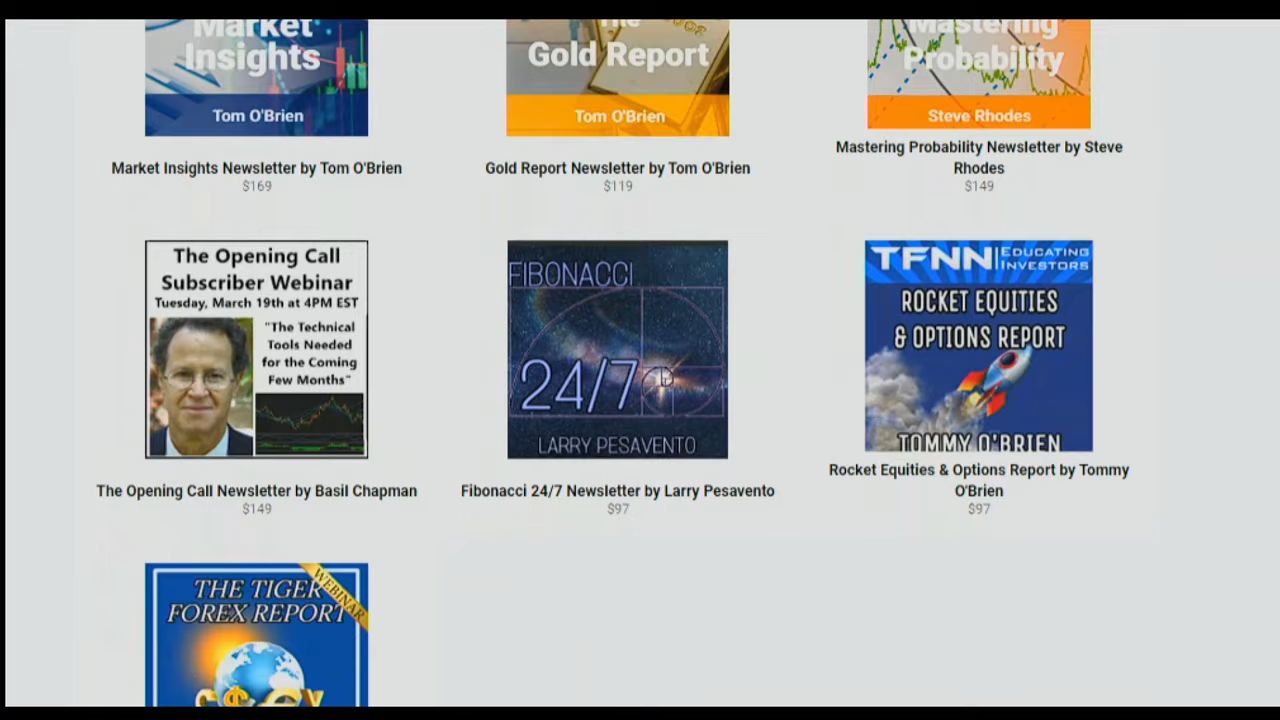 Market
Insights
Tom O'Brien
Market Insights Newsletter by Tom O'Brien
$169
The
Gold Report
Tom O'Brien
Gold Report Newsletter by Tom O'Brien
$119
Mastering
Probability
Steve Rhodes
Mastering Probability Newsletter by Steve
Rhodes
$149
The Opening Call
Subscriber Webinar
Tuesday, March 19th at 4PM EST
"The Technical
Tools Needed
for the Coming
Few Months"
The Opening Call Newsletter by Basil Chapman
$149
FIBONACCI
24/7
LARRY PESAVENTO
Fibonacci 24/7 Newsletter by Larry Pesavento
$97
TFNN EDUCATING
INVESTORS
ROCKET EQUITIES
& OPTIONS REPORT
TOMMY O'BRIEN
Rocket Equities & Options Report by Tommy
O'Brien
$97
WEBINAR
THE TIGER
FOREX REPORT